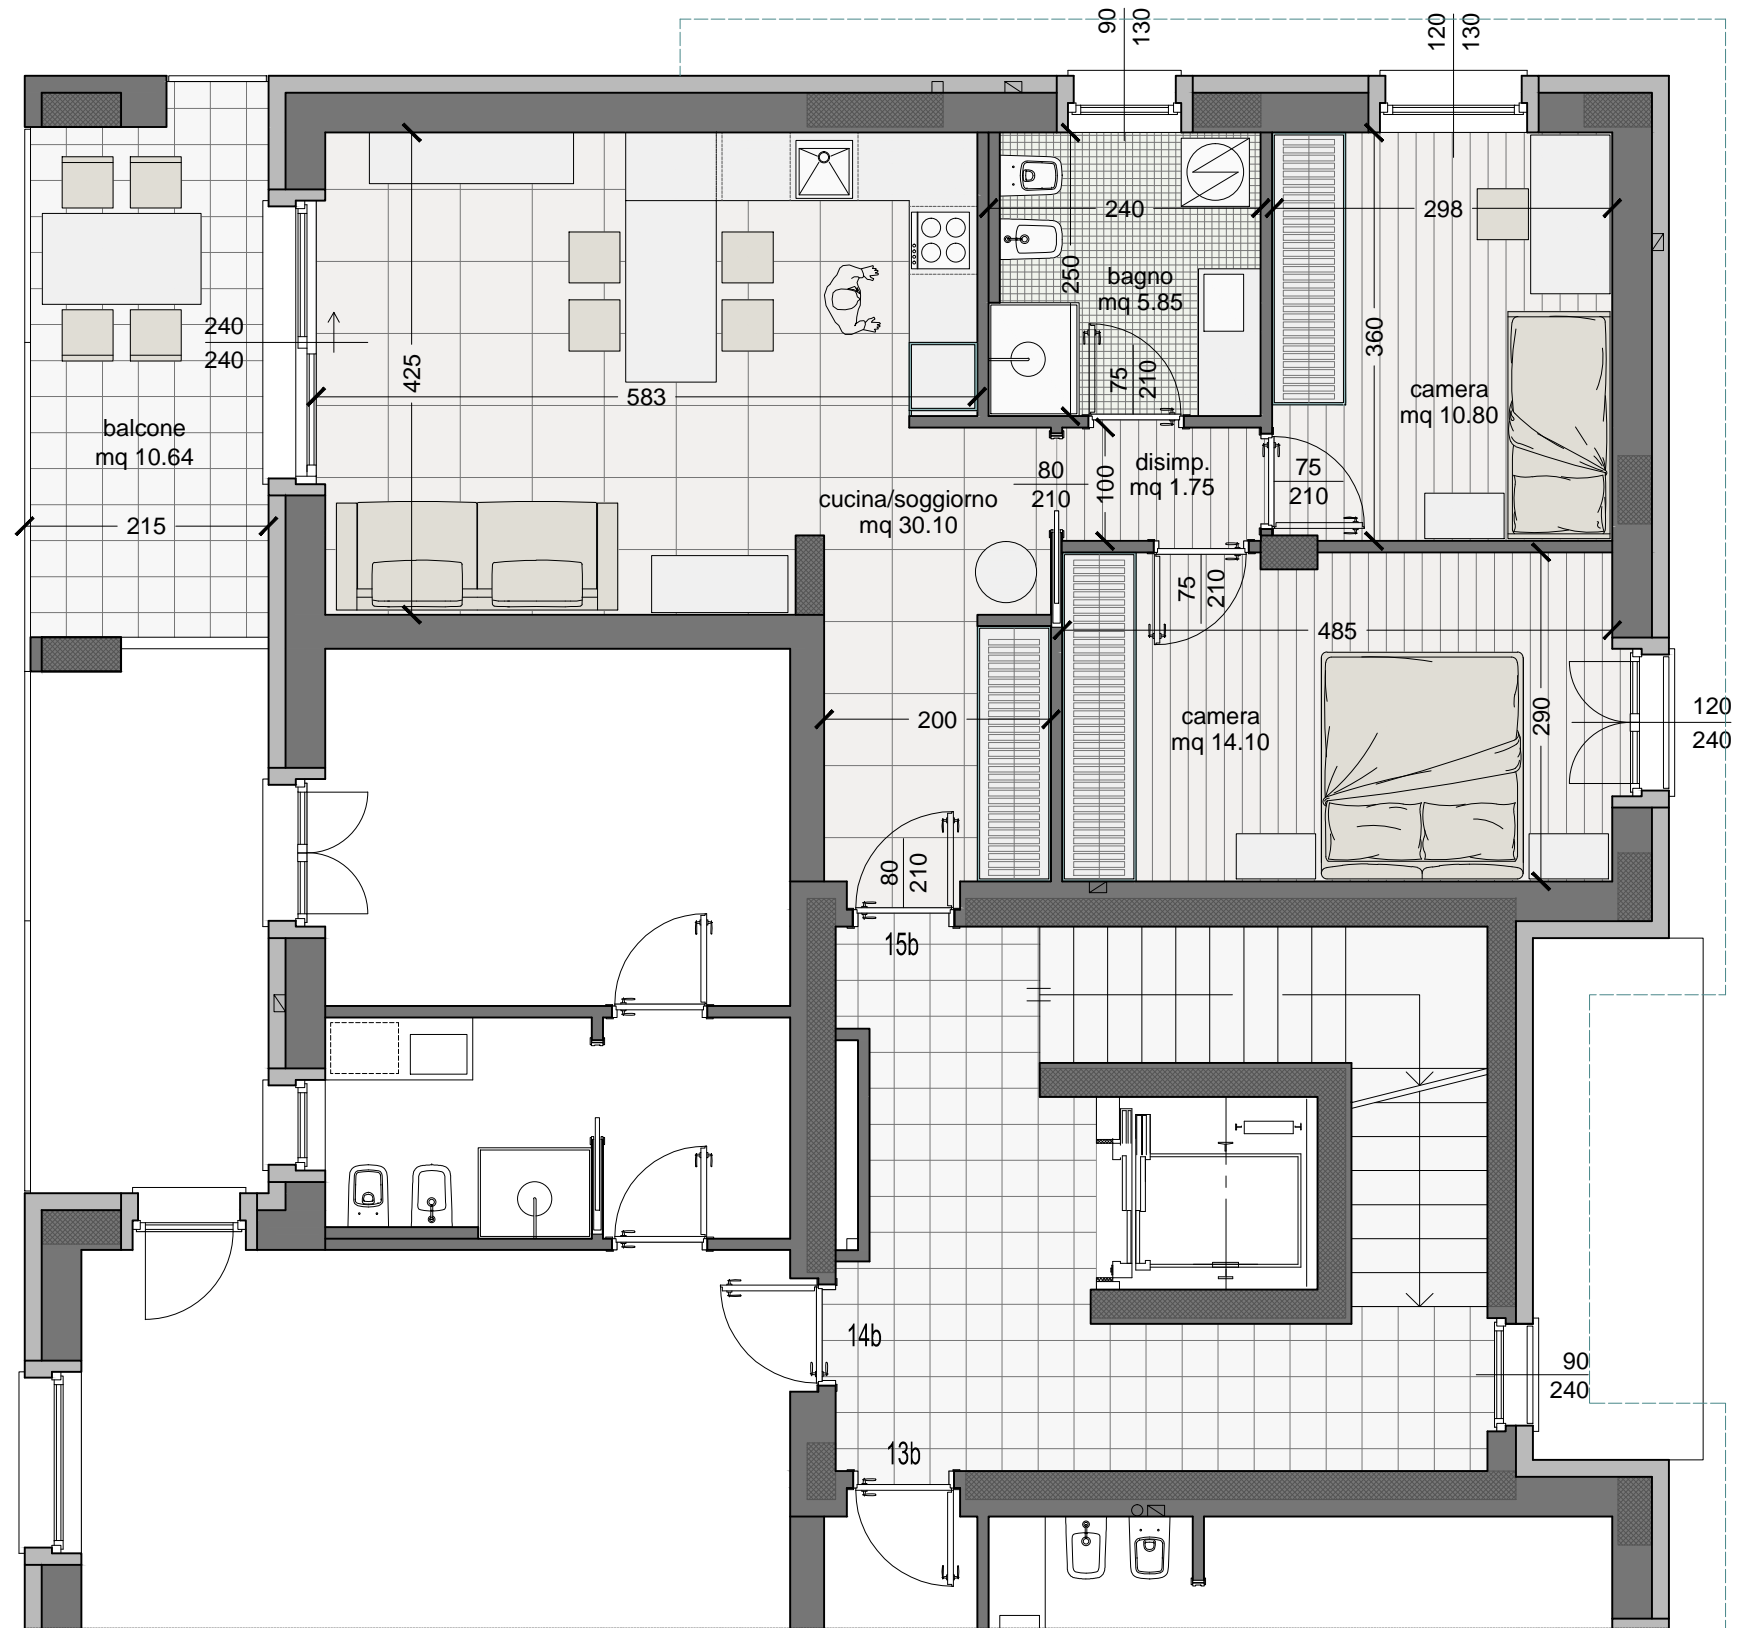 90
130
120
130
240
298
250
bagno
mq 5.85
240
240
425
583
360
75
210
camera
mq 10.80
balcone
mq 10.64
80
210
100
disimp.
mq 1.75
75
210
cucina/soggiorno
mq 30.10
215
75
210
485
200
camera
mq 14.10
290
120
240
80
210
15b
14b
90
240
13b